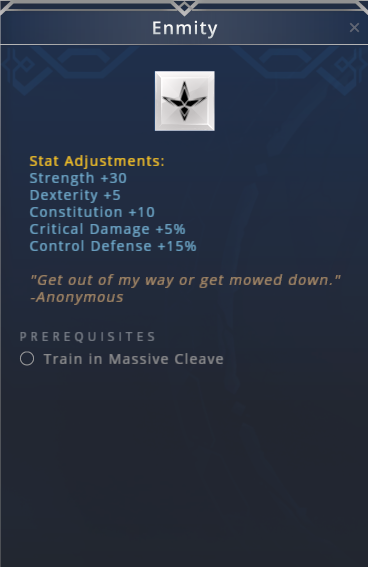 Enmity
Stat Adjustments:
Strength +30
Dexterity +5
Constitution +10
Critical Damage +5%
Control Defense +15%
"Get out of my way or get mowed down."
-Anonymous
PREREQUISITES
Train in Massive Cleave